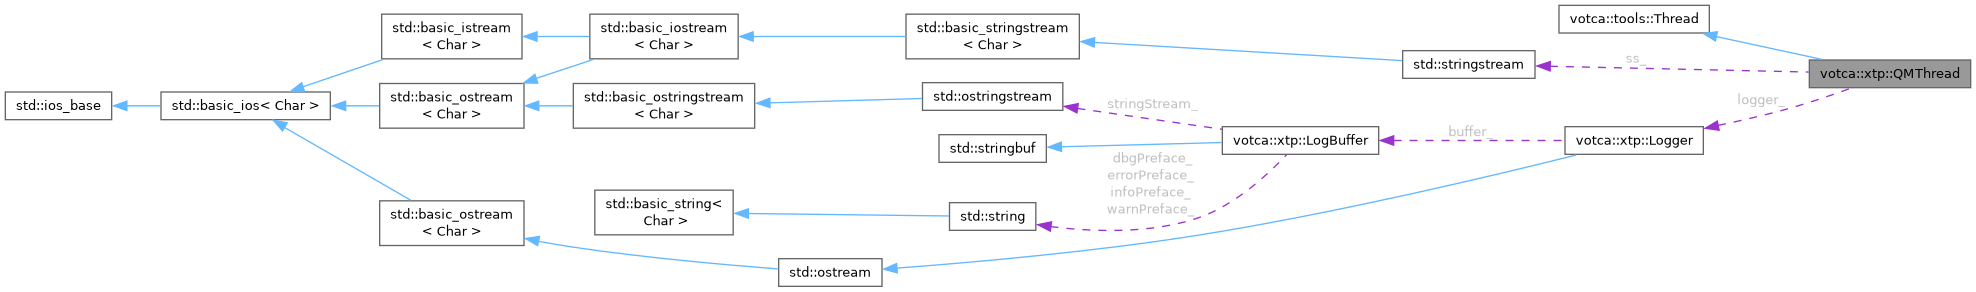 std::basic_istream
< Char >
std::basic_iostream
< Char >
std::basic_stringstream
< Char >
votca::tools::Thread
std::stringstream
ss_
votca::xtp::QMThread
std::ios_base
std::basic_ios< Char >
std::basic_ostream
< Char >
std::basic_ostringstream
< Char >
std::ostringstream
stringStream_
logger_
std::stringbuf
votca::xtp::LogBuffer
buffer_
votca::xtp::Logger
dbgPreface_
errorPreface_
infoPreface_
warnPreface_
std::basic_string<
Char >
std::string
std::basic_ostream
< Char >
std::ostream